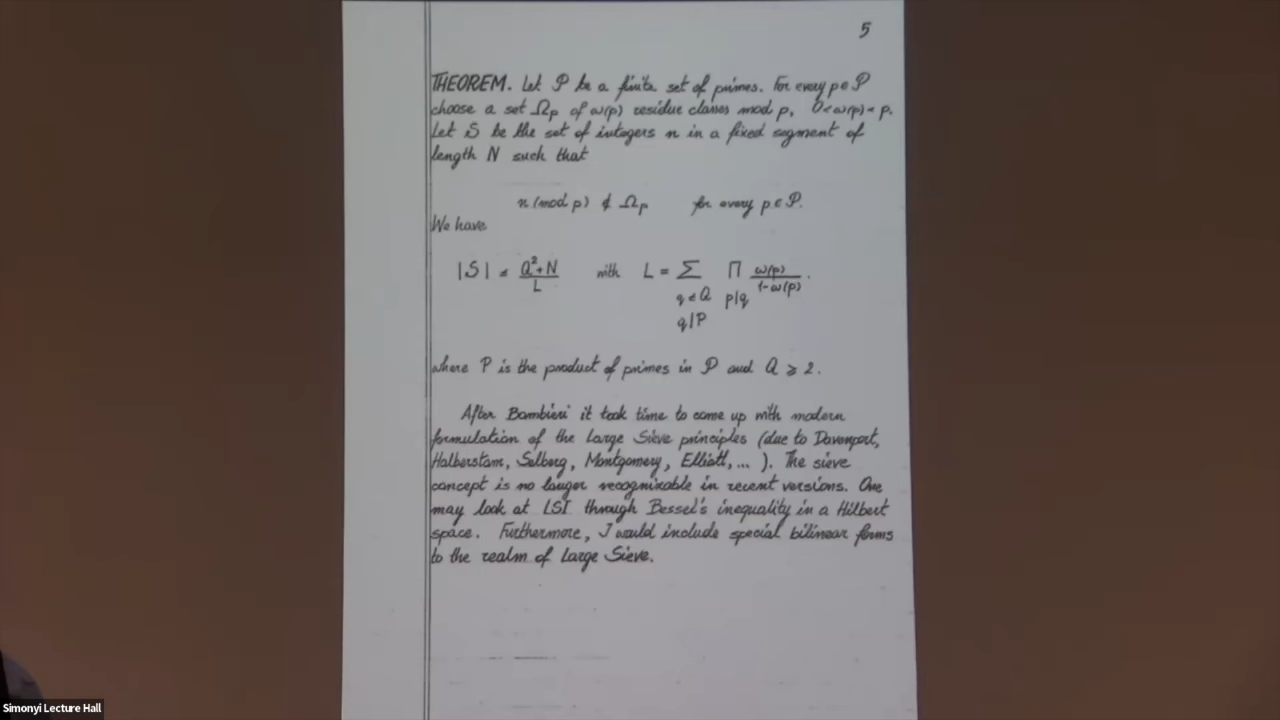 5
THEOREM. Let 𝒫 be a finite set of primes. For every p ∈ 𝒫
choose a set Ωp of ω(p) residue classes mod p, 0 < ω(p) < p.
Let S be the set of integers n in a fixed segment of
length N such that
n (mod p) ∉ Ωp for every p ∈ 𝒫.
We have
|S| ≤ (Q² + N)/L with L = ∑_{q ≤ Q, q|P} ∏_{p|q} ω(p)/(1-ω(p)).
where P is the product of primes in 𝒫 and Q ⩾ 2.
After Bombieri it took time to come up with modern
formulation of the Large Sieve principles (due to Davenport,
Halberstam, Selberg, Montgomery, Elliott, ... ). The sieve
concept is no longer recognizable in recent versions. One
may look at LSI through Bessel's inequality in a Hilbert
space. Furthermore, I would include special bilinear forms
to the realm of Large Sieve.
Simonyi Lecture Hall